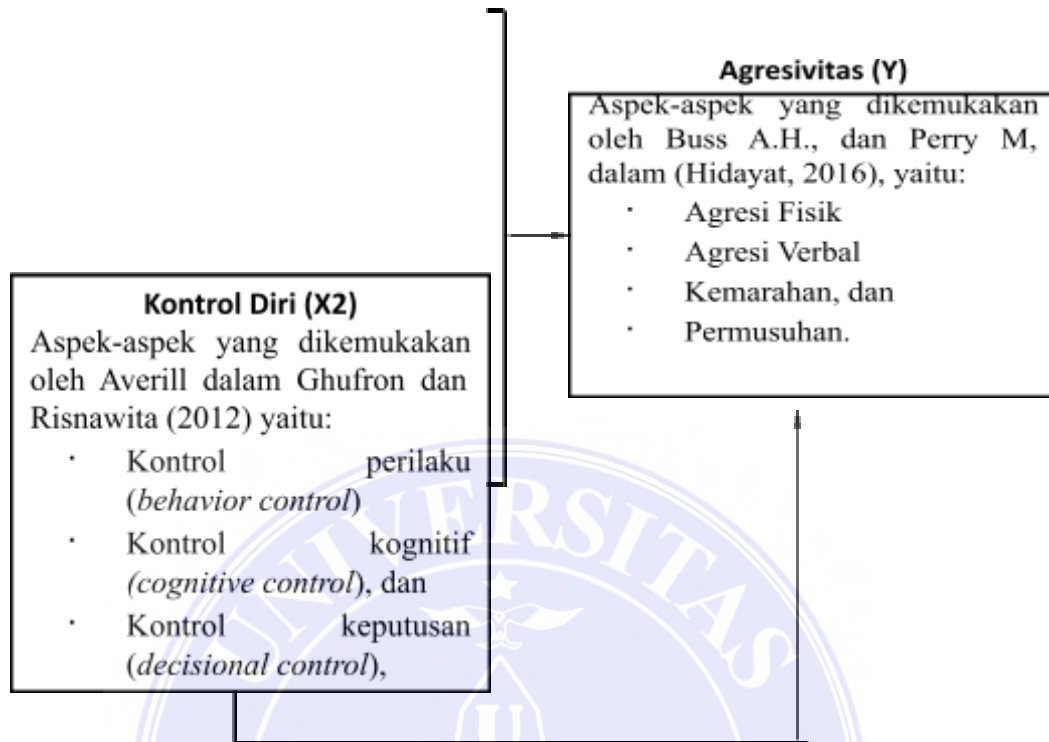 Agresivitas (Y)
Aspek-aspek yang dikemukakan
oleh Buss A.H., dan Perry M,
dalam (Hidayat, 2016), yaitu:
· Agresi Fisik
· Agresi Verbal
· Kemarahan, dan
· Permusuhan.
Kontrol Diri (X2)
Aspek-aspek yang dikemukakan
oleh Averill dalam Ghufron dan
Risnawita (2012) yaitu:
· Kontrol perilaku
(behavior control)
· Kontrol kognitif
(cognitive control), dan
· Kontrol keputusan
(decisional control),
UNIVERSITAS
U